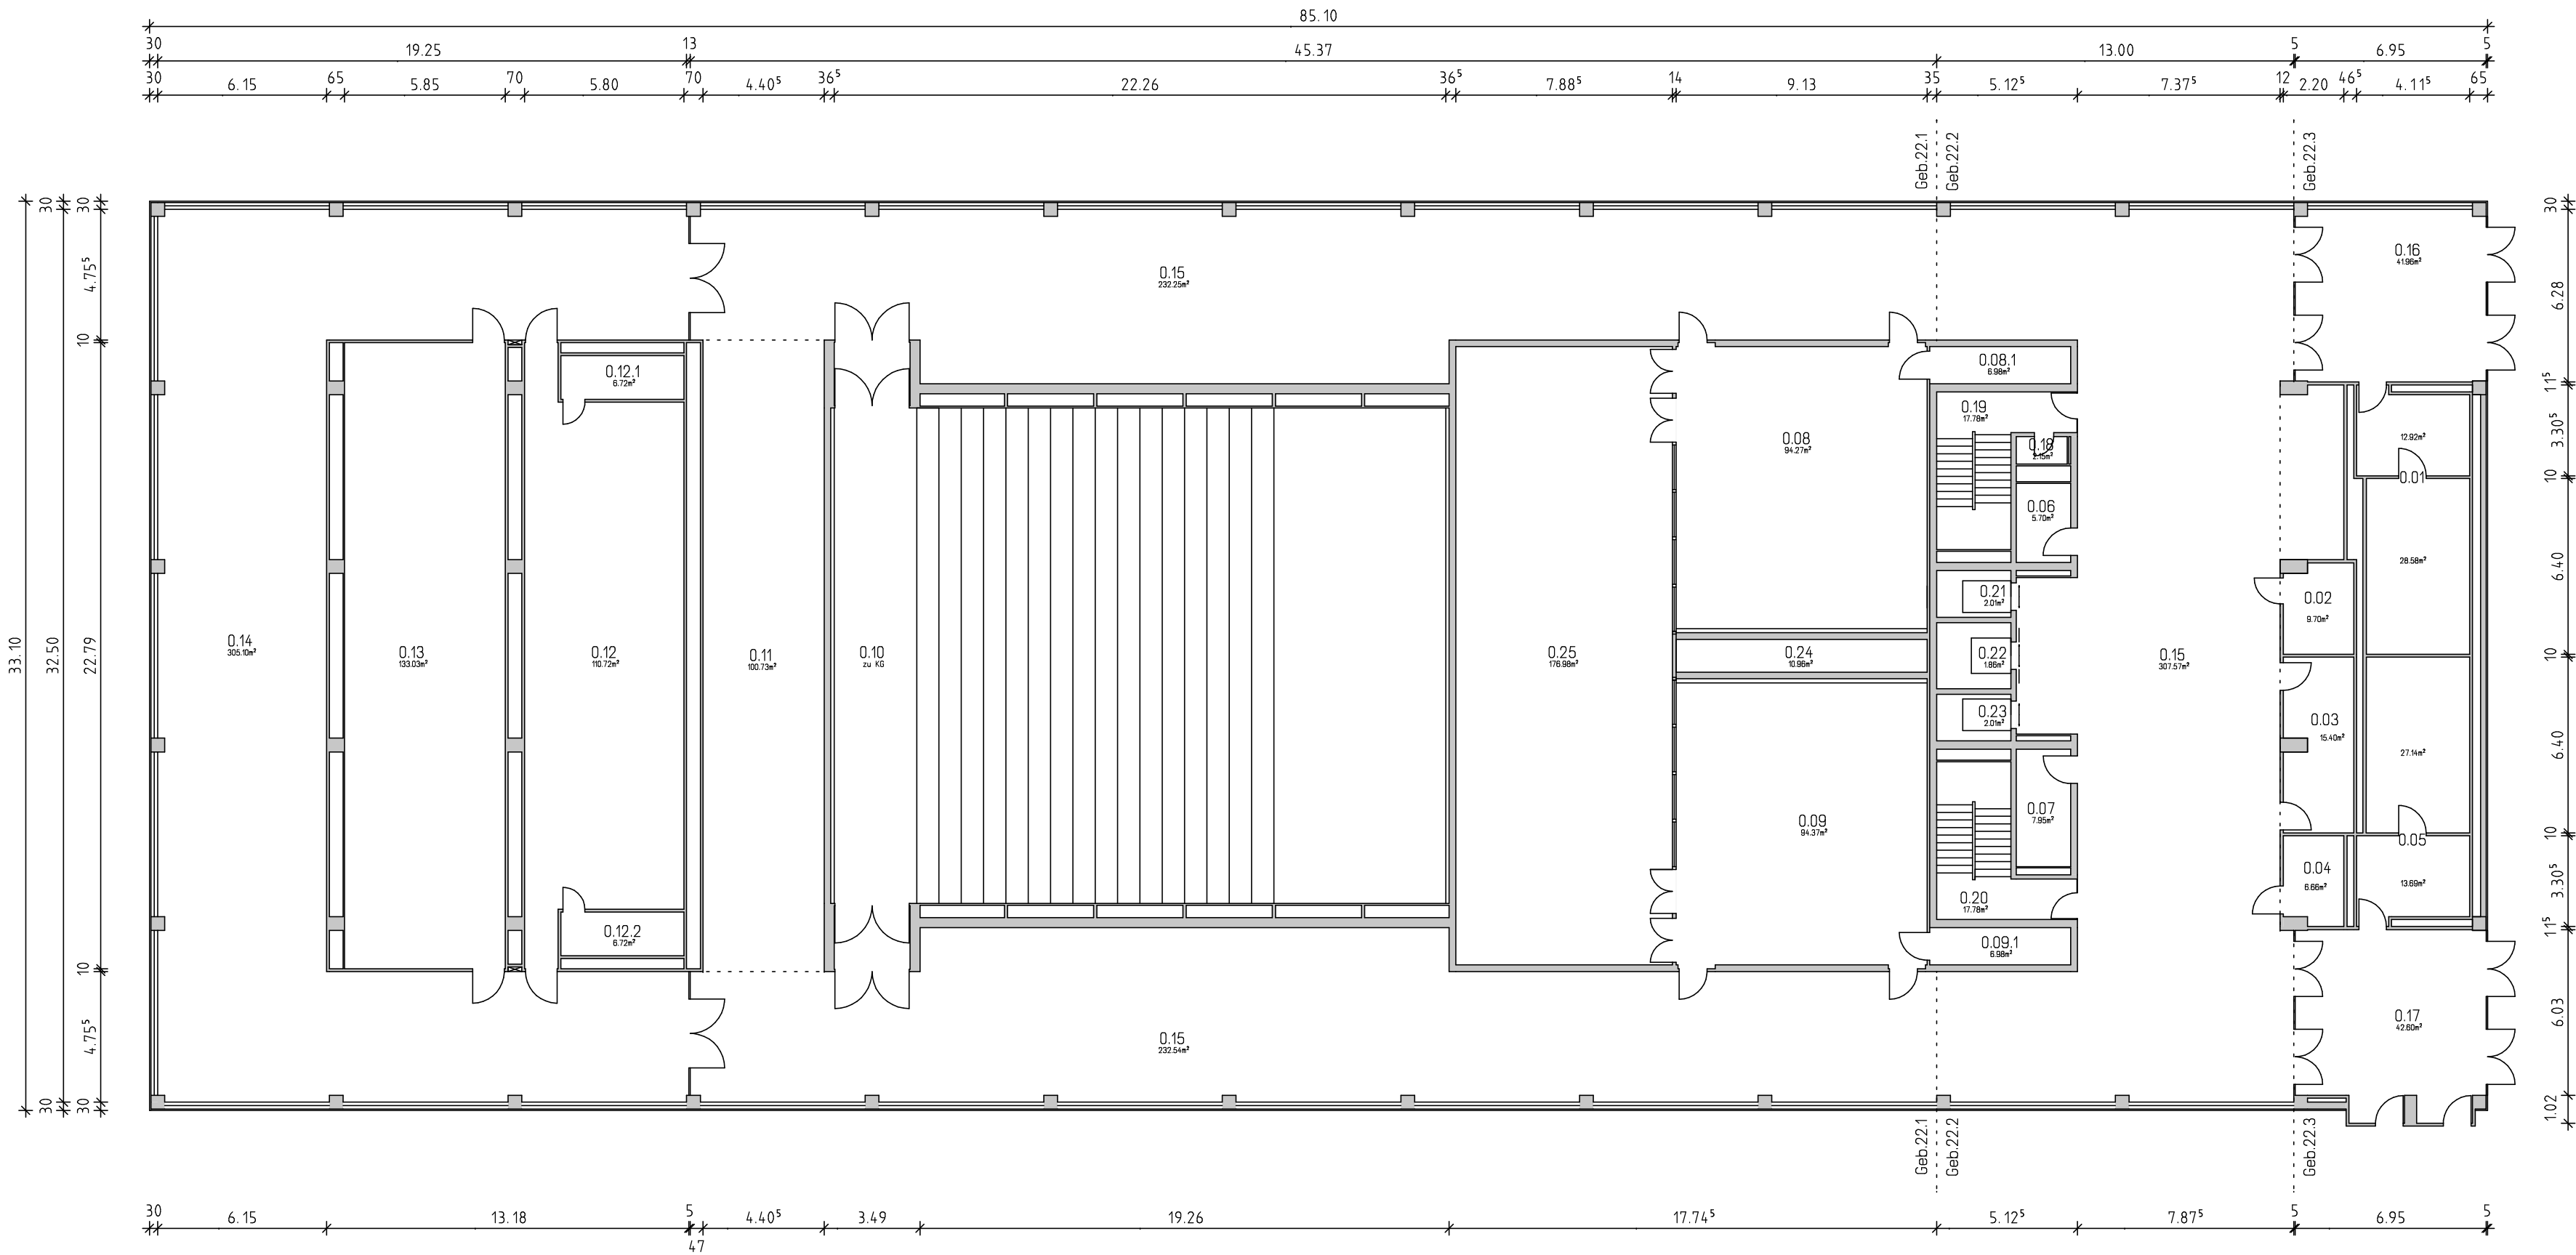 85.10
30 19.25 13 45.37 13.00 5 6.95 5
30 6.15 65 5.85 70 5.80 70 4.40⁵ 36⁵ 22.26 36⁵ 7.88⁵ 14 9.13 35 5.12⁵ 7.37⁵ 12 2.20 46⁵ 4.11⁵ 65
Geb.22.1
Geb.22.2
Geb.22.3
33.10
30
32.50
30
30
4.75⁵
10
22.79
10
4.75⁵
30
0.15
232.25m²
0.16
41.96m²
0.12.1
6.72m²
0.08.1
6.98m²
0.19
17.78m²
0.08
94.27m²
0.18
2.15m²
12.92m²
0.01
0.06
5.70m²
28.58m²
0.21
2.01m²
0.02
9.70m²
0.14
305.10m²
0.13
133.03m²
0.12
110.72m²
0.11
100.73m²
0.10
zu KG
0.25
176.98m²
0.24
10.96m²
0.22
1.86m²
0.15
307.57m²
0.23
2.01m²
0.03
15.40m²
27.14m²
0.09
94.37m²
0.07
7.95m²
0.05
0.04
6.66m²
13.69m²
0.20
17.78m²
0.12.2
6.72m²
0.09.1
6.98m²
0.15
232.54m²
0.17
42.60m²
30
6.28
11⁵
3.30⁵
10
6.40
10
6.40
10
3.30⁵
11⁵
6.03
1.02
Geb.22.1
Geb.22.2
Geb.22.3
30 6.15 13.18 5 4.40⁵ 3.49 19.26 17.74⁵ 5.12⁵ 7.87⁵ 5 6.95 5
47